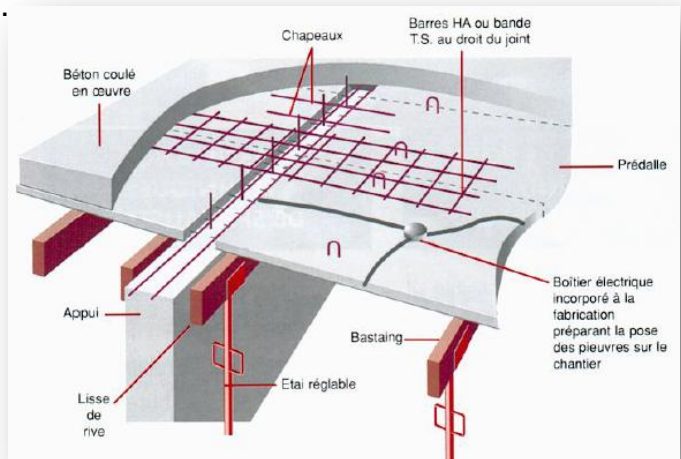 .
Chapeaux
Barres HA ou bande
T.S. au droit du joint
Béton coulé
en œuvre
Prédalle
Appui
Boîtier électrique
incorporé à la
fabrication
préparant la pose
des pieuvres sur le
chantier
Bastaing
Etai réglable
Lisse
de
rive